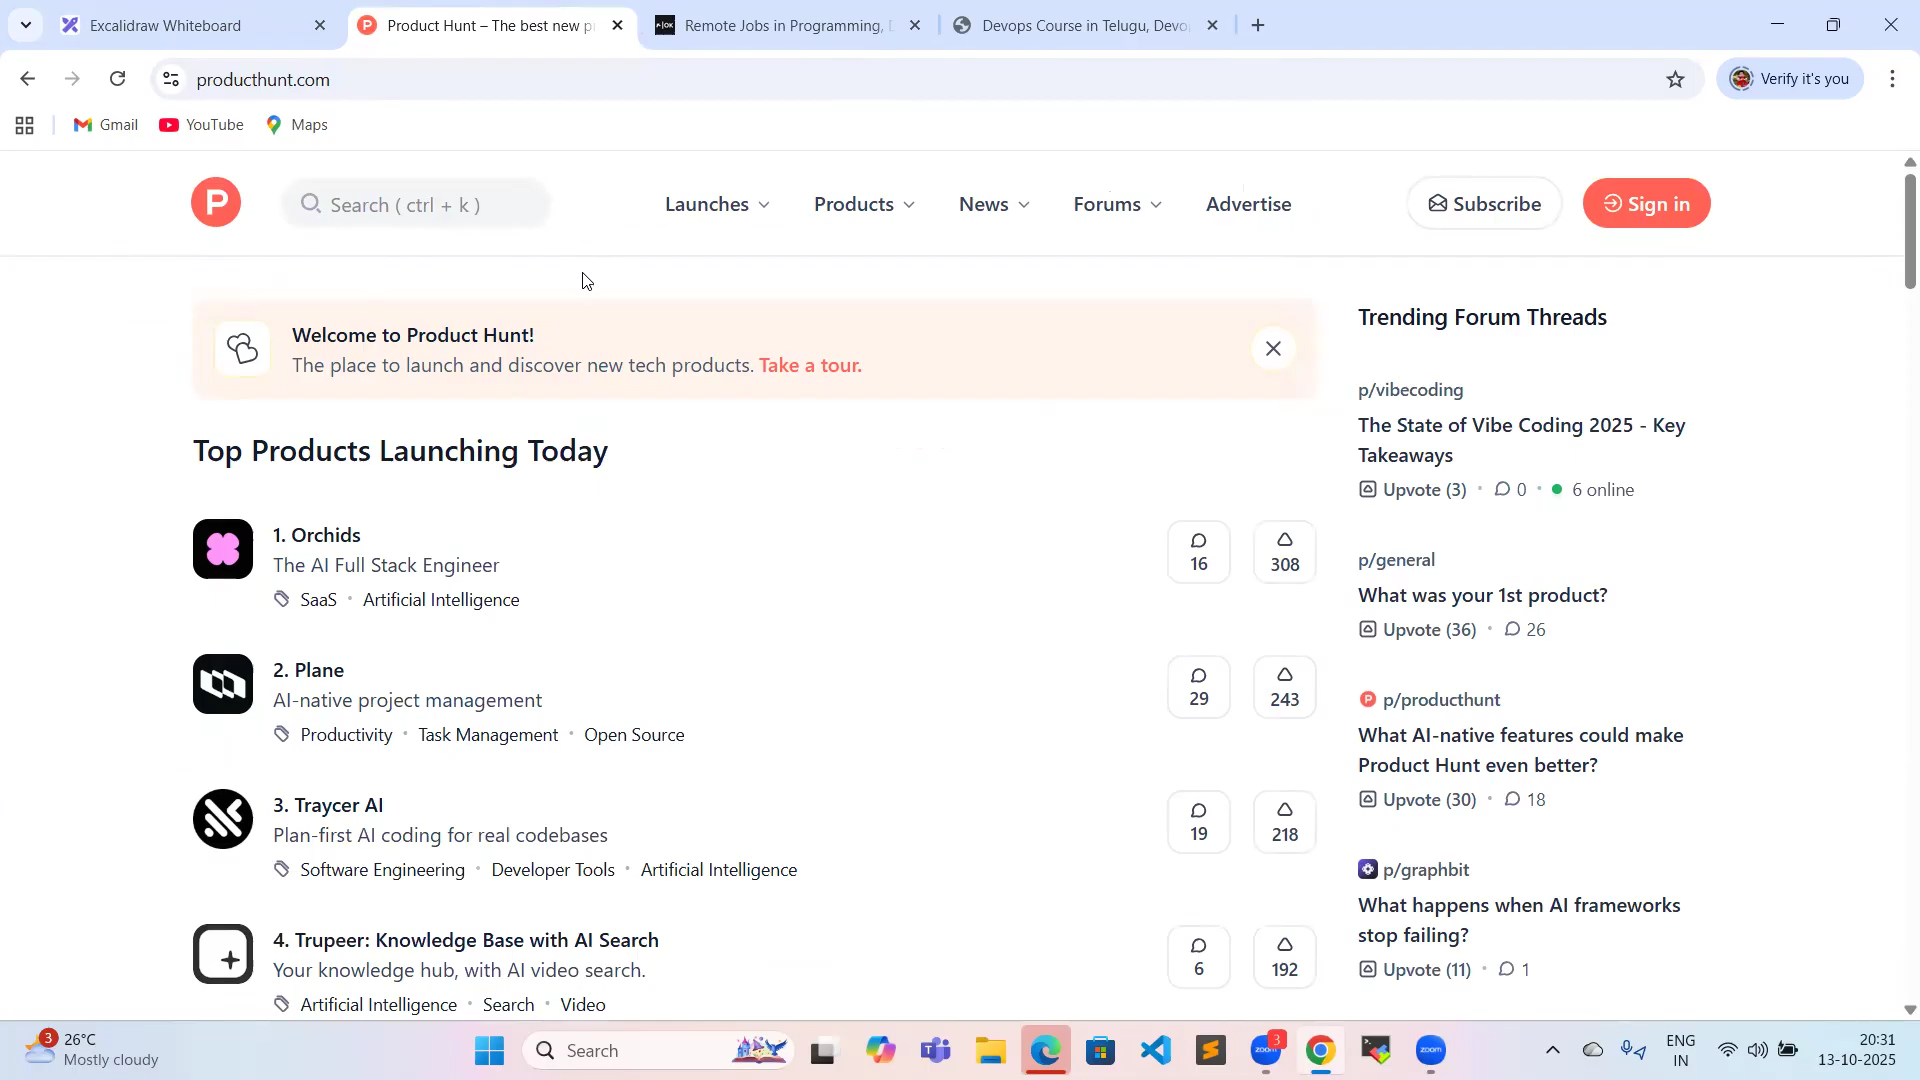 Excalidraw Whiteboard
Product Hunt – The best new pr
Remote Jobs in Programming, D
Devops Course in Telugu, Devo
producthunt.com
Verify it's you
Gmail
YouTube
Maps
P
Search ( ctrl + k )
Launches
Products
News
Forums
Advertise
Subscribe
Sign in
Welcome to Product Hunt!
The place to launch and discover new tech products. Take a tour.
Top Products Launching Today
1. Orchids
The AI Full Stack Engineer
SaaS • Artificial Intelligence
16
308
2. Plane
AI-native project management
Productivity • Task Management • Open Source
29
243
3. Traycer AI
Plan-first AI coding for real codebases
Software Engineering • Developer Tools • Artificial Intelligence
19
218
4. Trupeer: Knowledge Base with AI Search
Your knowledge hub, with AI video search.
Artificial Intelligence • Search • Video
6
192
Trending Forum Threads
p/vibecoding
The State of Vibe Coding 2025 - Key
Takeaways
Upvote (3) • 0 • 6 online
p/general
What was your 1st product?
Upvote (36) • 26
p/producthunt
What AI-native features could make
Product Hunt even better?
Upvote (30) • 18
p/graphbit
What happens when AI frameworks
stop failing?
Upvote (11) • 1
3
26°C
Mostly cloudy
Search
zoom
3
zoom
ENG
IN
20:31
13-10-2025